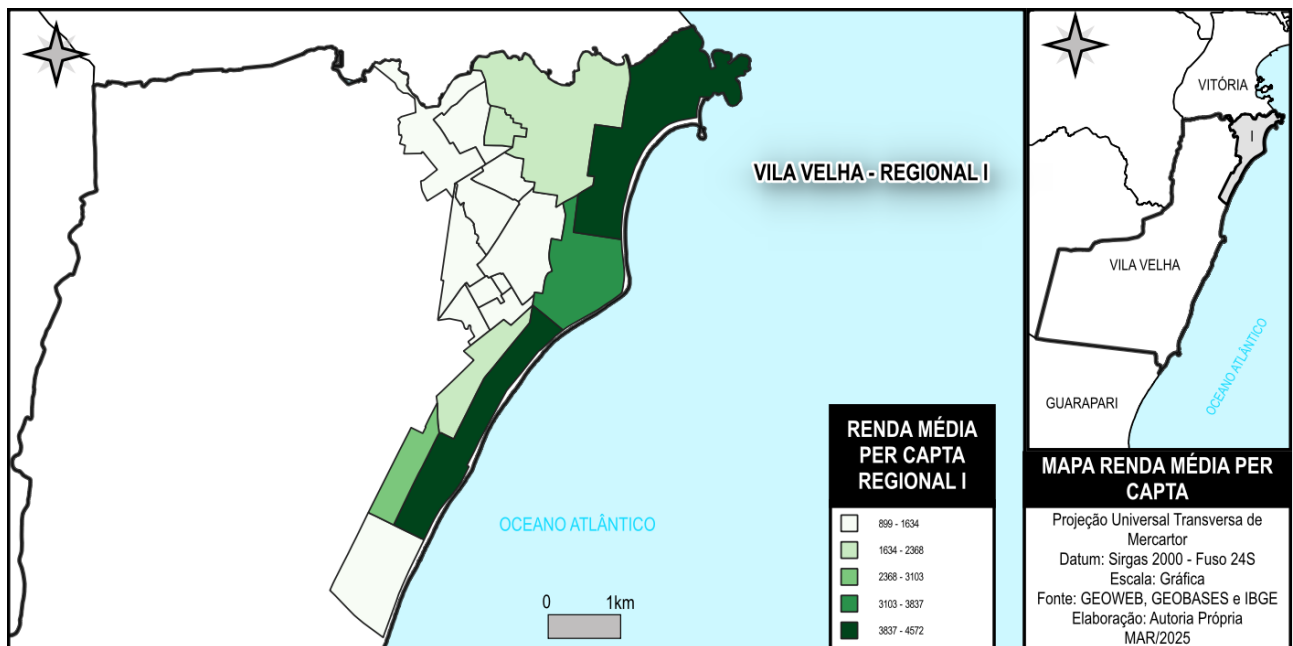 VILA VELHA - REGIONAL I
OCEANO ATLÂNTICO
0 1km
RENDA MÉDIA
PER CAPTA
REGIONAL I
899 - 1634
1634 - 2368
2368 - 3103
3103 - 3837
3837 - 4572
VITÓRIA
I
VILA VELHA
OCEANO ATLÂNTICO
GUARAPARI
MAPA RENDA MÉDIA PER
CAPTA
Projeção Universal Transversa de
Mercartor
Datum: Sirgas 2000 - Fuso 24S
Escala: Gráfica
Fonte: GEOWEB, GEOBASES e IBGE
Elaboração: Autoria Própria
MAR/2025